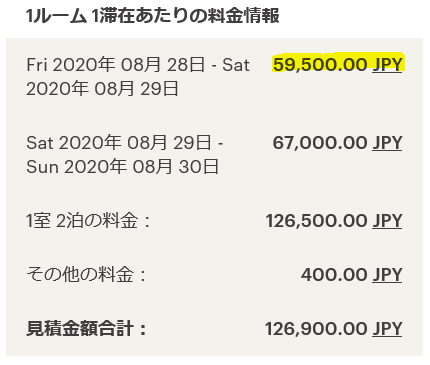 1ルーム 1滞在あたりの料金情報
Fri 2020年 08月 28日 - Sat 59,500.00 JPY
2020年 08月 29日
Sat 2020年 08月 29日 - 67,000.00 JPY
Sun 2020年 08月 30日
1室 2泊の料金： 126,500.00 JPY
その他の料金： 400.00 JPY
見積金額合計： 126,900.00 JPY